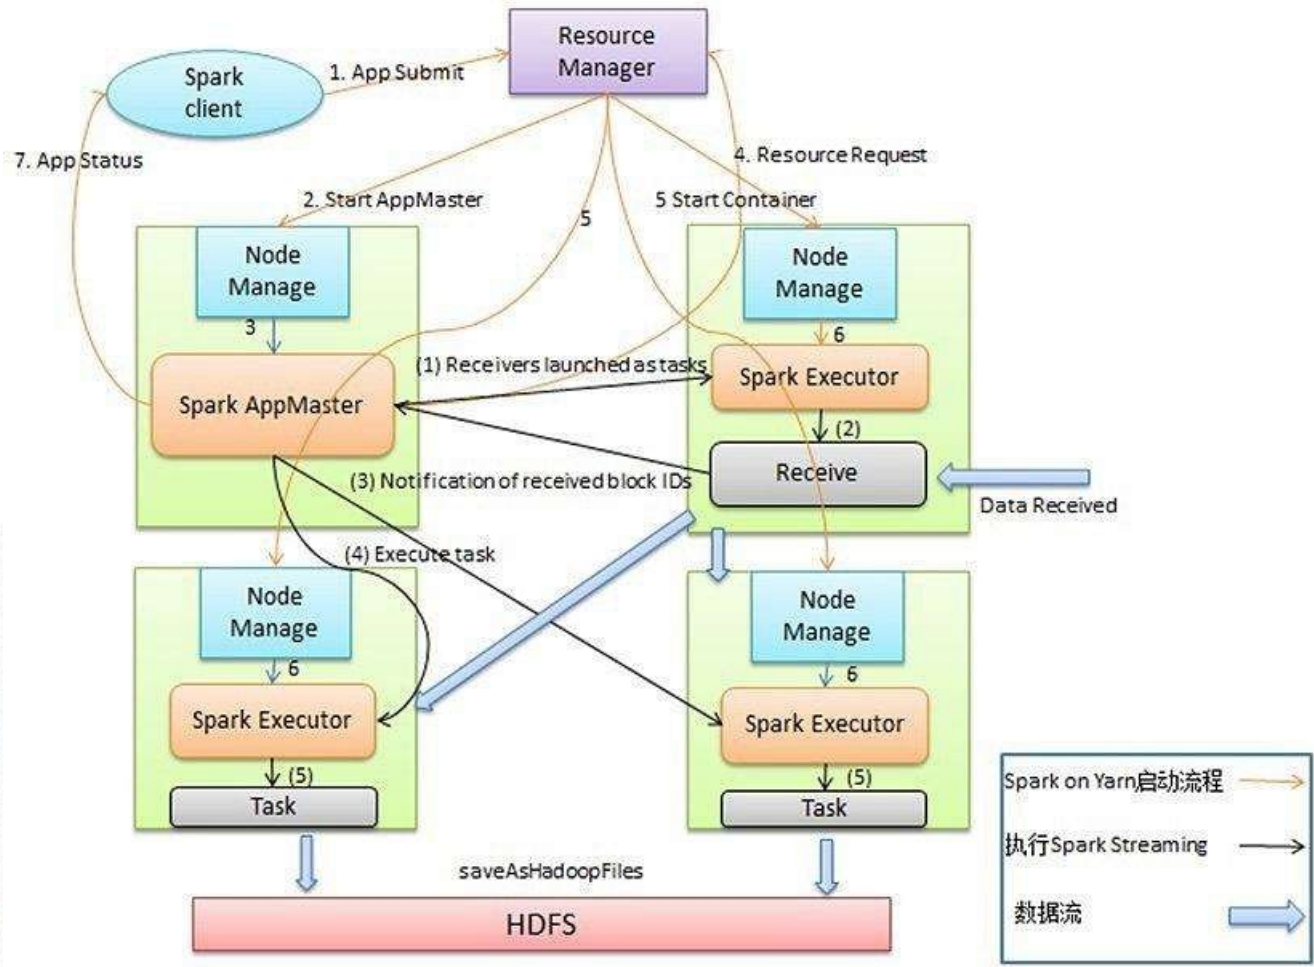 Resource
Manager
Spark
client
1. App Submit
7. App Status
4. Resource Request
2. Start AppMaster
5 Start Container
5
Node
Manage
3
Spark AppMaster
Node
Manage
6
(1) Receivers launched as tasks
Spark Executor
(2)
Receive
(3) Notification of received block IDs
Data Received
(4) Execute task
Node
Manage
6
Spark Executor
(5)
Task
Node
Manage
6
Spark Executor
(5)
Task
saveAsHadoopFiles
HDFS
Spark on Yarn启动流程
执行Spark Streaming
数据流